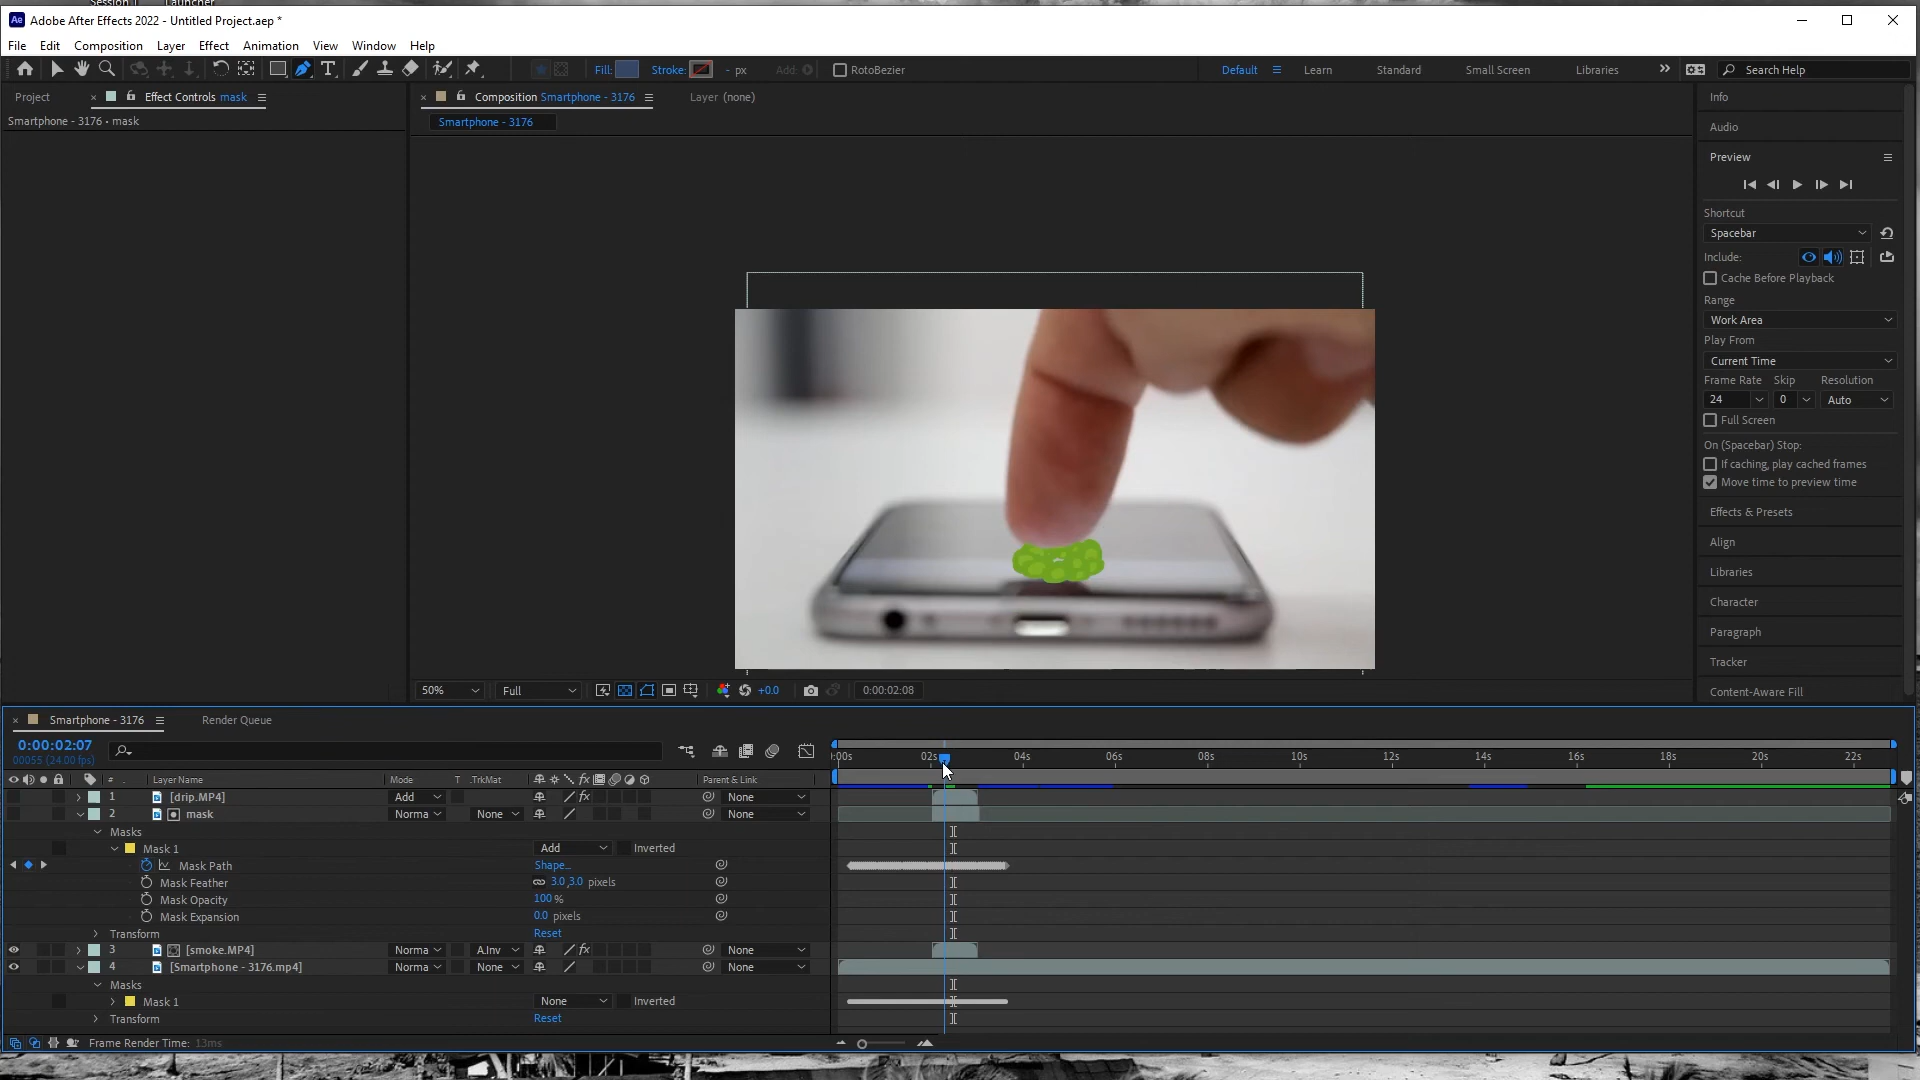 Session 1
Launcher
Ae Adobe After Effects 2022 - Untitled Project.aep *
File Edit Composition Layer Effect Animation View Window Help
Fill: Stroke: - px Add: RotoBezier Default Learn Standard Small Screen Libraries Search Help
Project Effect Controls mask
Composition Smartphone - 3176 Layer (none)
Smartphone - 3176 • mask
Smartphone - 3176
Info
Audio
Preview
Shortcut
Spacebar
Include:
Cache Before Playback
Range
Work Area
Play From
Current Time
Frame Rate Skip Resolution
24 0 Auto
Full Screen
On (Spacebar) Stop:
If caching, play cached frames
Move time to preview time
Effects & Presets
Align
Libraries
Character
Paragraph
Tracker
Content-Aware Fill
50% Full +0.0 0:00:02:08
Smartphone - 3176 Render Queue
0:00:02:07
00055 (24.00 fps)
:00s 02s 04s 06s 08s 10s 12s 14s 16s 18s 20s 22s
# Layer Name Mode T .TrkMat Parent & Link
1 [drip.MP4] Add None
2 mask Norma None None
Masks
Mask 1 Add Inverted
Mask Path Shape...
Mask Feather 3.0,3.0 pixels
Mask Opacity 100%
Mask Expansion 0.0 pixels
Transform Reset
3 [smoke.MP4] Norma A.Inv None
4 [Smartphone - 3176.mp4] Norma None None
Masks
Mask 1 None Inverted
Transform Reset
Frame Render Time: 13ms